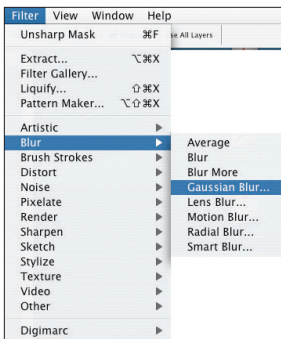 Filter View Window Help
Unsharp Mask ⌘F
se All Layers
Extract... ⌥⌘X
Filter Gallery...
Liquify... ⇧⌘X
Pattern Maker... ⌥⇧⌘X
Artistic
Blur
Brush Strokes
Distort
Noise
Pixelate
Render
Sharpen
Sketch
Stylize
Texture
Video
Other
Digimarc
Average
Blur
Blur More
Gaussian Blur...
Lens Blur...
Motion Blur...
Radial Blur...
Smart Blur...